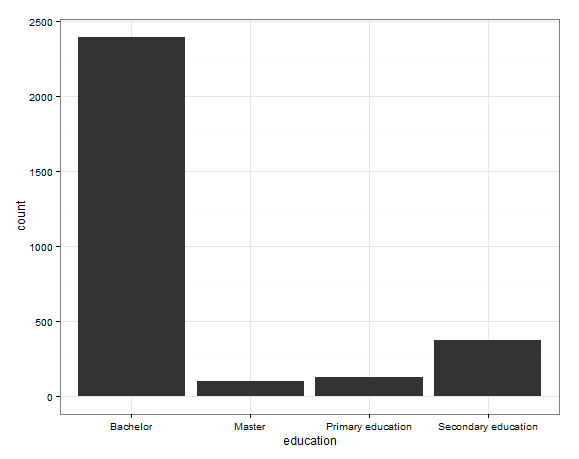 2500
2000
1500
1000
500
0
count
Bachelor
Master
Primary education
Secondary education
education